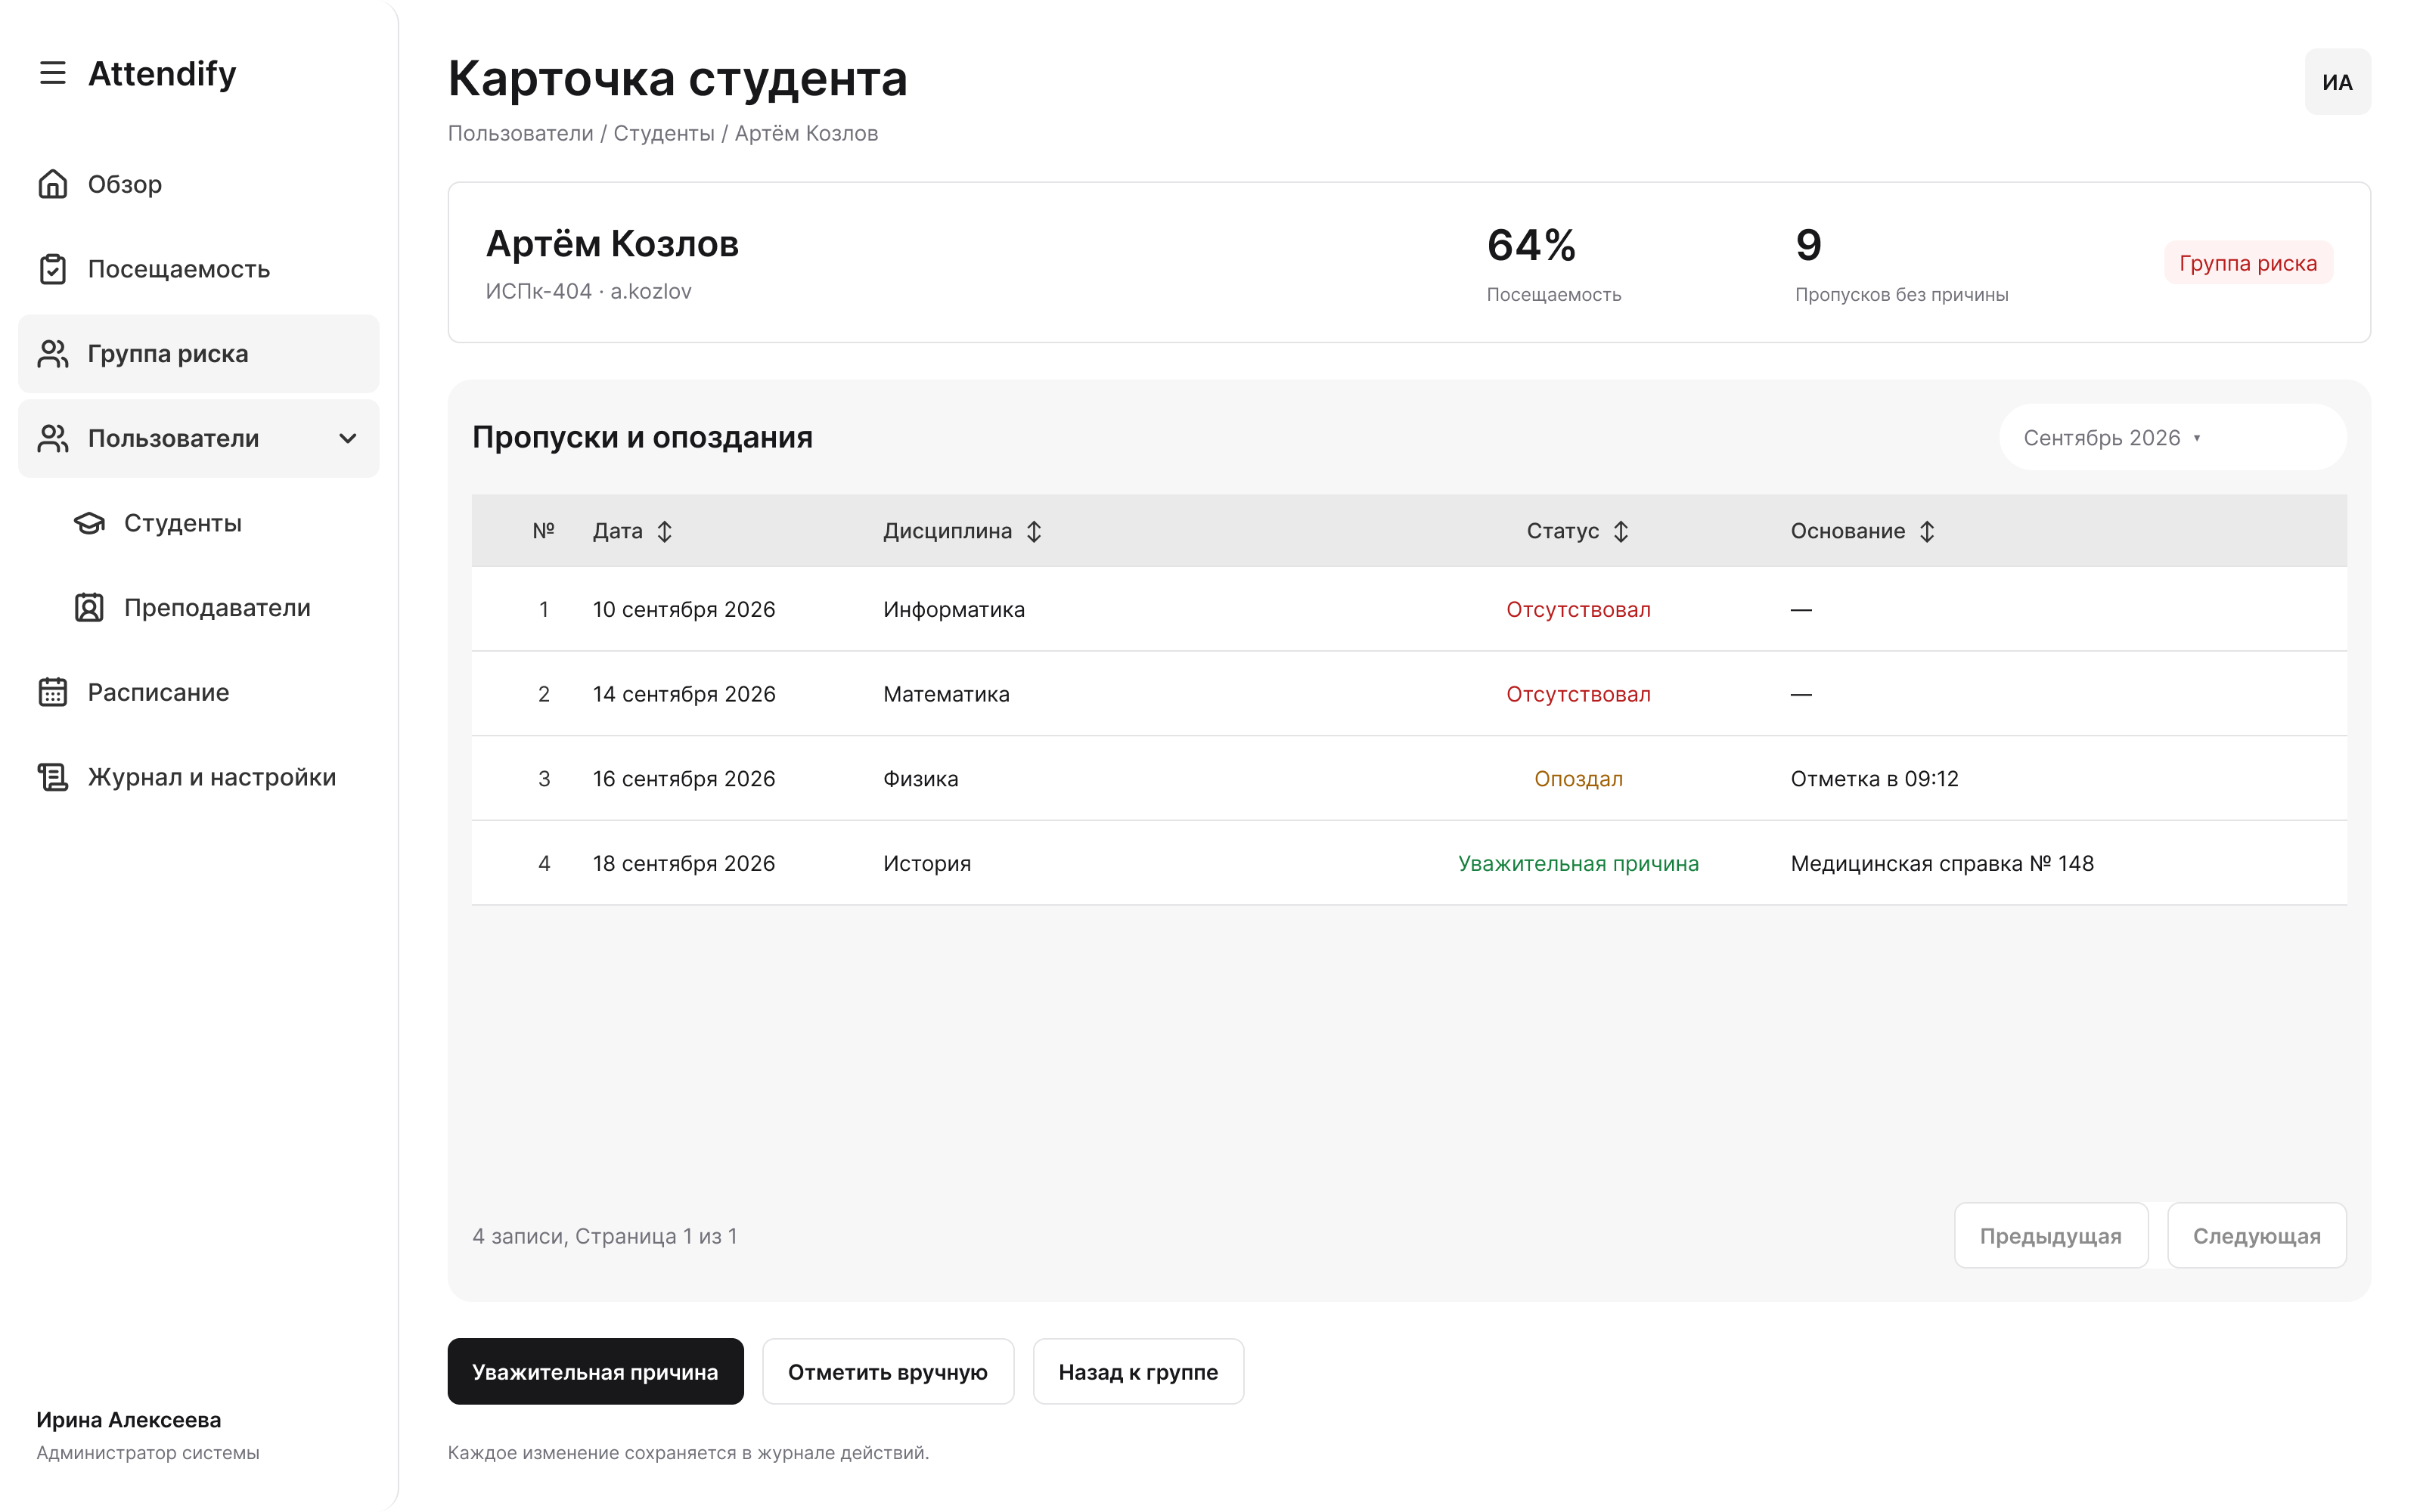 Attendify
Обзор
Посещаемость
Группа риска
Пользователи
Студенты
Преподаватели
Расписание
Журнал и настройки
Ирина Алексеева
Администратор системы
Карточка студента
ИА
Пользователи / Студенты / Артём Козлов
Артём Козлов
ИСПк-404 · a.kozlov
64%
Посещаемость
9
Пропусков без причины
Группа риска
Пропуски и опоздания
Сентябрь 2026 ▾
№ Дата Дисциплина Статус Основание
1 10 сентября 2026 Информатика Отсутствовал —
2 14 сентября 2026 Математика Отсутствовал —
3 16 сентября 2026 Физика Опоздал Отметка в 09:12
4 18 сентября 2026 История Уважительная причина Медицинская справка № 148
4 записи, Страница 1 из 1
Предыдущая Следующая
Уважительная причина Отметить вручную Назад к группе
Каждое изменение сохраняется в журнале действий.